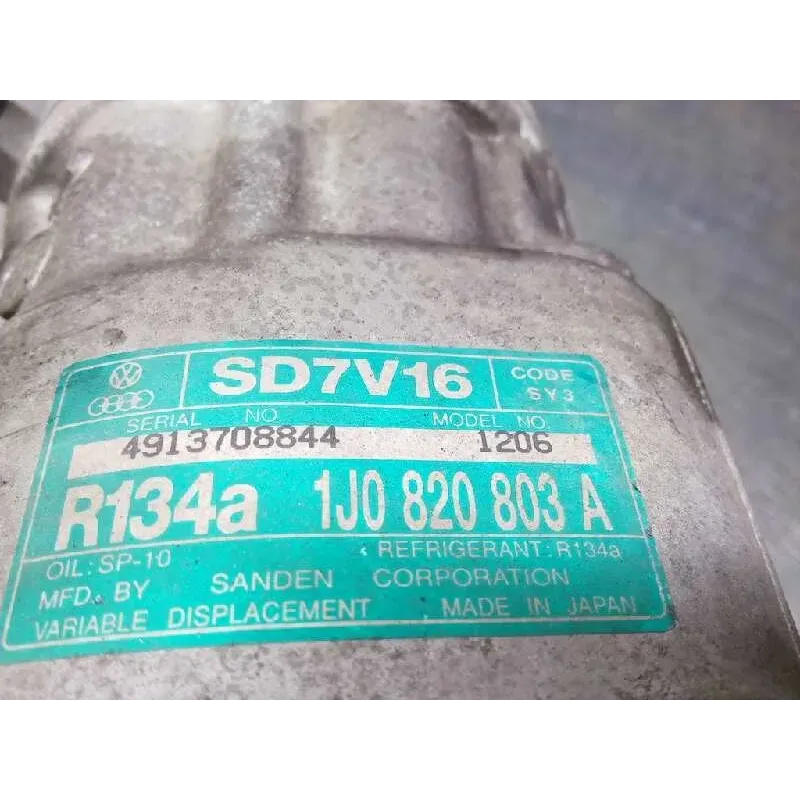 SD7V16
CODE
SY3
SERIAL NO.
MODEL NO.
4913708844 1206
R134a 1J0 820 803 A
OIL: SP-10 REFRIGERANT: R134a
MFD. BY SANDEN CORPORATION
VARIABLE DISPLACEMENT MADE IN JAPAN